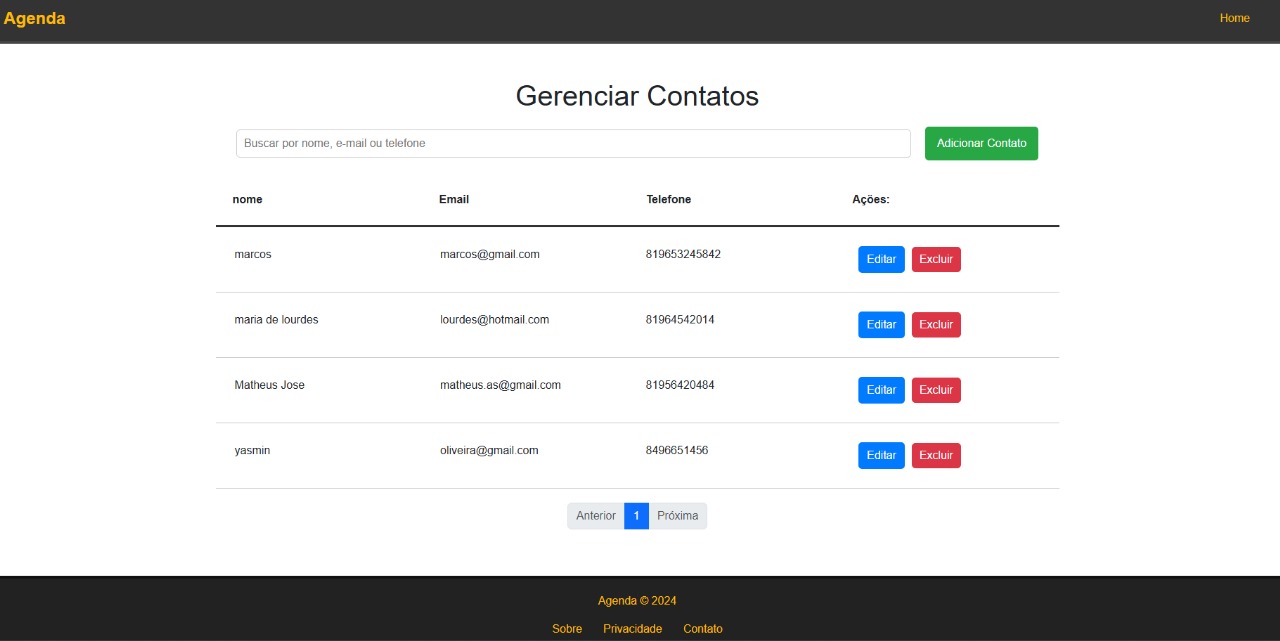 Agenda Home
Gerenciar Contatos
Buscar por nome, e-mail ou telefone Adicionar Contato
nome Email Telefone Ações:
marcos marcos@gmail.com 819653245842 Editar Excluir
maria de lourdes lourdes@hotmail.com 81964542014 Editar Excluir
Matheus Jose matheus.as@gmail.com 81956420484 Editar Excluir
yasmin oliveira@gmail.com 8496651456 Editar Excluir
Anterior 1 Próxima
Agenda © 2024
Sobre Privacidade Contato